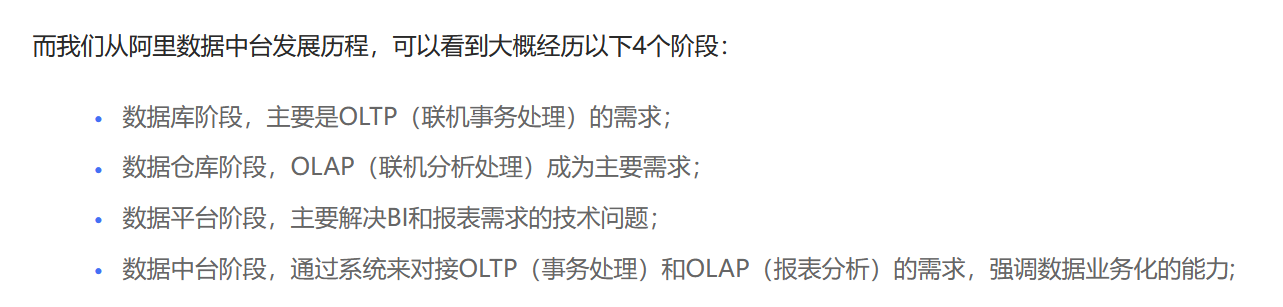 而我们从阿里数据中台发展历程，可以看到大概经历以下4个阶段：
• 数据库阶段，主要是OLTP（联机事务处理）的需求；
• 数据仓库阶段，OLAP（联机分析处理）成为主要需求；
• 数据平台阶段，主要解决BI和报表需求的技术问题；
• 数据中台阶段，通过系统来对接OLTP（事务处理）和OLAP（报表分析）的需求，强调数据业务化的能力;